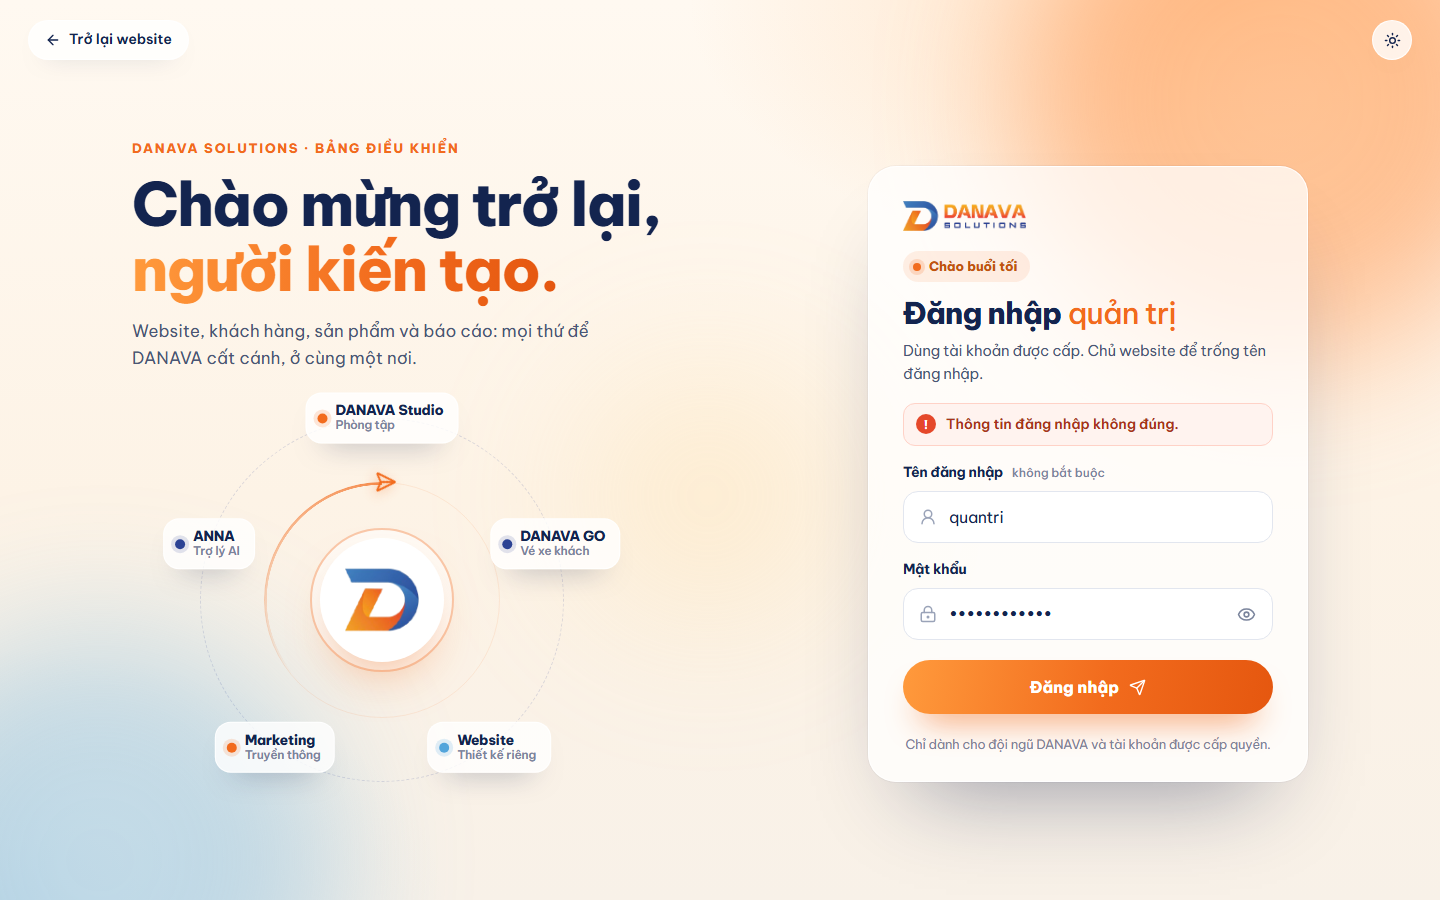 Trở lại website
DANAVA SOLUTIONS · BẢNG ĐIỀU KHIỂN
Chào mừng trở lại,
người kiến tạo.
Website, khách hàng, sản phẩm và báo cáo: mọi thứ để
DANAVA cất cánh, ở cùng một nơi.
DANAVA Studio
Phòng tập
ANNA
Trợ lý AI
DANAVA GO
Vé xe khách
Marketing
Truyền thông
Website
Thiết kế riêng
DANAVA
SOLUTIONS
Chào buổi tối
Đăng nhập quản trị
Dùng tài khoản được cấp. Chủ website để trống tên
đăng nhập.
Thông tin đăng nhập không đúng.
Tên đăng nhập không bắt buộc
quantri
Mật khẩu
••••••••••••
Đăng nhập
Chỉ dành cho đội ngũ DANAVA và tài khoản được cấp quyền.